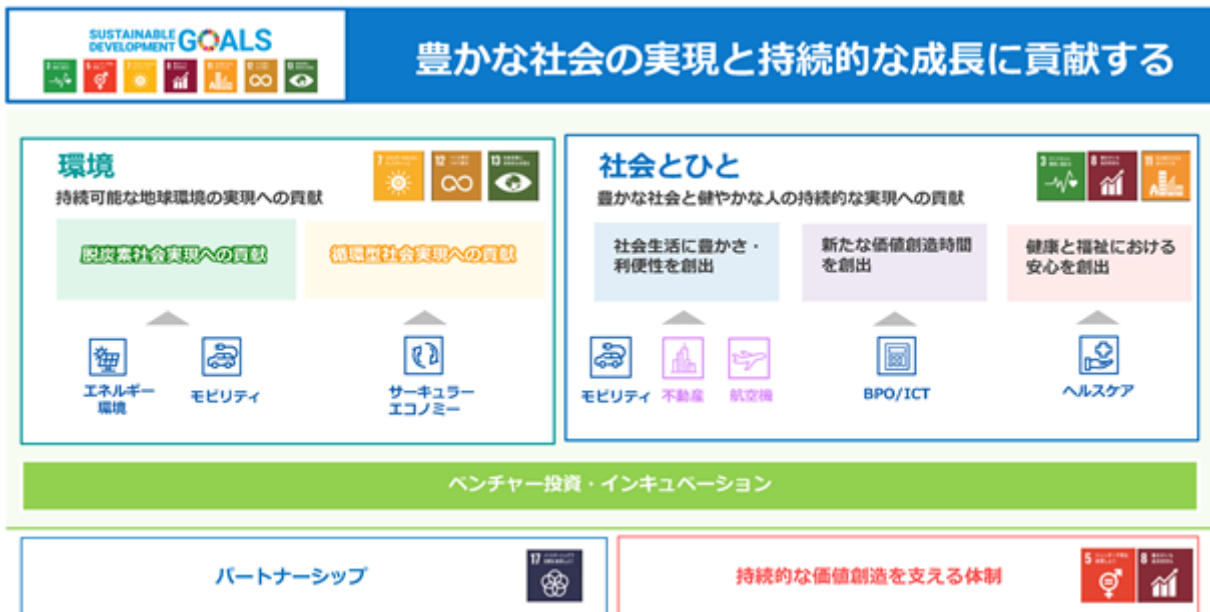 SUSTAINABLE
DEVELOPMENT GOALS
豊かな社会の実現と持続的な成長に貢献する
環境
7
12
13
持続可能な地球環境の実現への貢献
脱炭素社会実現への貢献
循環型社会実現への貢献
エネルギー
環境
モビリティ
サーキュラー
エコノミー
社会とひと
3
8
11
豊かな社会と健やかな人の持続的な実現への貢献
社会生活に豊かさ・
利便性を創出
新たな価値創造時間
を創出
健康と福祉における
安心を創出
モビリティ
不動産
航空機
BPO/ICT
ヘルスケア
ベンチャー投資・インキュベーション
パートナーシップ
17
持続的な価値創造を支える体制
5
8